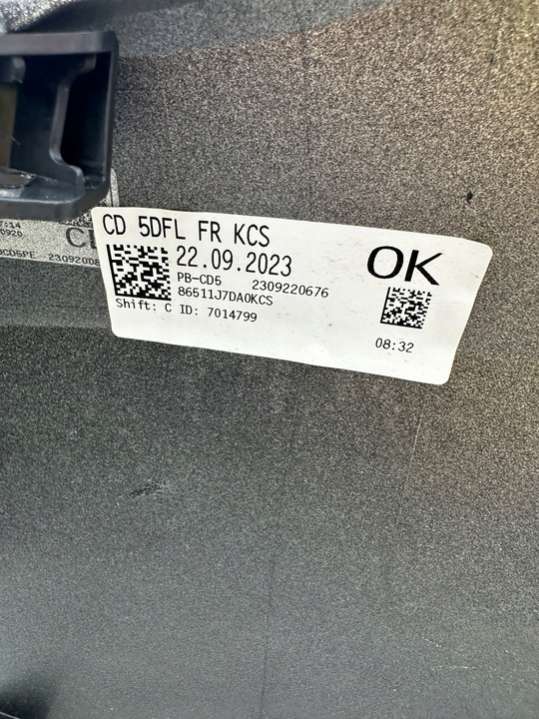 CD 5DFL FR KCS
22.09.2023
OK
PB-CD5 2309220676
86511J7DA0KCS
Shift: C ID: 7014799
08:32